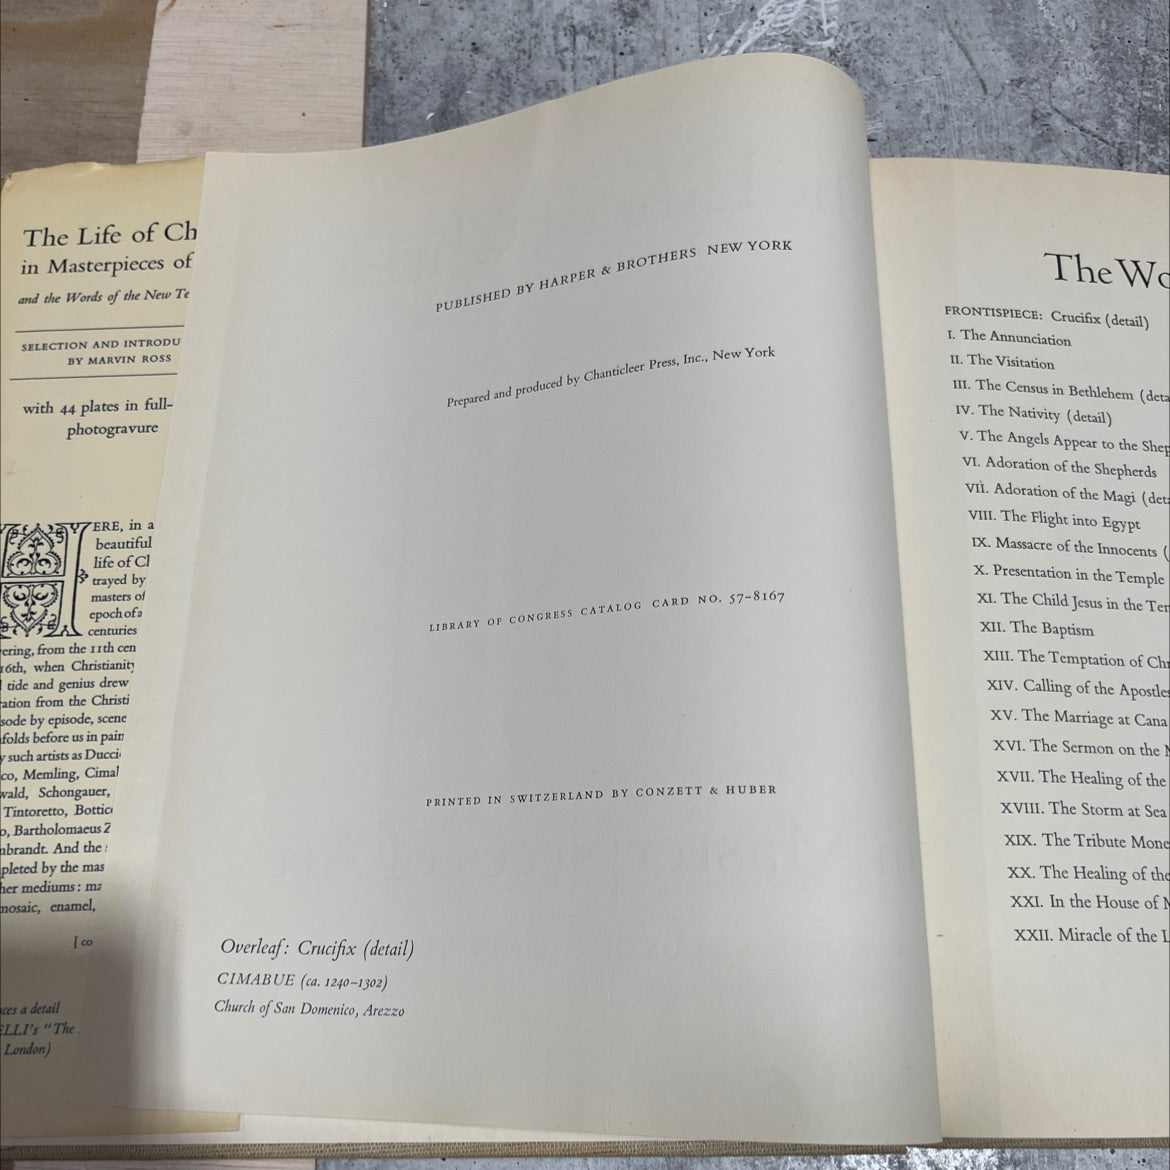 The Life of Ch
in Masterpieces of
and the Words of the New Te
SELECTION AND INTRODU
BY MARVIN ROSS
with 44 plates in full-
photogravure
HERE, in a
beautiful
life of Cl
trayed by
masters of
epoch of a
centuries
ering, from the 11th cen
16th, when Christianity
tide and genius drew
ration from the Christi
sode by episode, scene
folds before us in pain
y such artists as Ducci
co, Memling, Cimal
wald, Schongauer,
Tintoretto, Bottic
o, Bartholomaeus Z
mbrandt. And the
pleted by the mas
her mediums: ma
mosaic, enamel,
[ co
ces a detail
ELLI's "The
London)
PUBLISHED BY HARPER & BROTHERS NEW YORK
Prepared and produced by Chanticleer Press, Inc., New York
LIBRARY OF CONGRESS CATALOG CARD NO. 57-8167
PRINTED IN SWITZERLAND BY CONZETT & HUBER
Overleaf: Crucifix (detail)
CIMABUE (ca. 1240–1302)
Church of San Domenico, Arezzo
The Wo
FRONTISPIECE: Crucifix (detail)
I. The Annunciation
II. The Visitation
III. The Census in Bethlehem (deta
IV. The Nativity (detail)
V. The Angels Appear to the Shep
VI. Adoration of the Shepherds
VII. Adoration of the Magi (deta
VIII. The Flight into Egypt
IX. Massacre of the Innocents (
X. Presentation in the Temple
XI. The Child Jesus in the Tem
XII. The Baptism
XIII. The Temptation of Chr
XIV. Calling of the Apostles
XV. The Marriage at Cana
XVI. The Sermon on the M
XVII. The Healing of the
XVIII. The Storm at Sea
XIX. The Tribute Mone
XX. The Healing of the
XXI. In the House of M
XXII. Miracle of the L